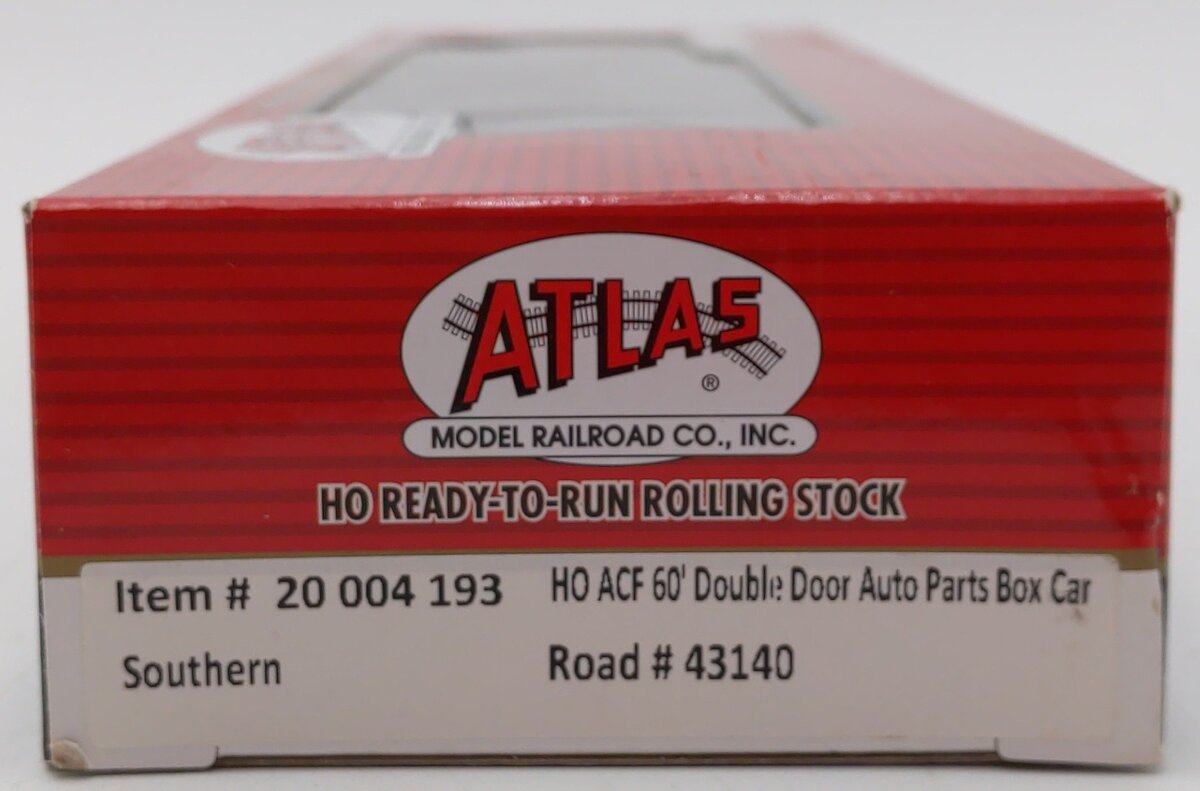 ATLAS
®
MODEL RAILROAD CO., INC.
HO READY-TO-RUN ROLLING STOCK
Item # 20 004 193 HO ACF 60' Double Door Auto Parts Box Car
Southern Road # 43140